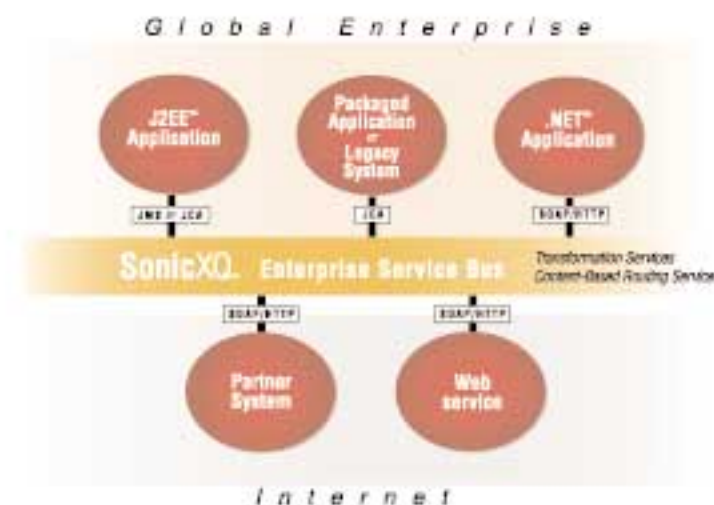 Global Enterprise
J2EE™
Application
Packaged
Application
or
Legacy
System
.NET™
Application
JMS or JCA
JCA
SOAP/HTTP
SonicXQ™ Enterprise Service Bus
Transformation Services
Content-Based Routing Service
SOAP/HTTP
SOAP/HTTP
Partner
System
Web
service
Internet